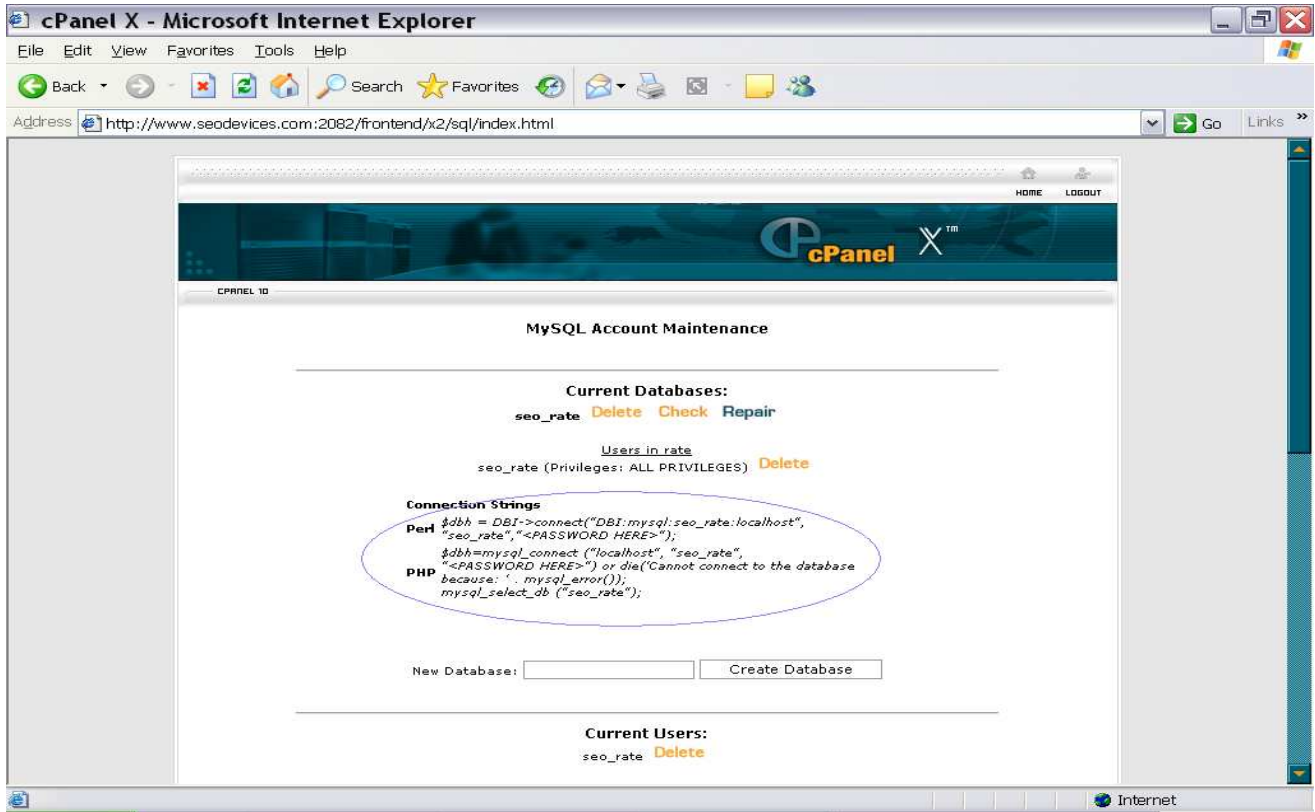 cPanel X - Microsoft Internet Explorer
File Edit View Favorites Tools Help
Back Search Favorites
Address http://www.seodevices.com:2082/frontend/x2/sql/index.html Go Links »
HOME LOGOUT
CP cPanel X™
CPANEL 10
MySQL Account Maintenance
Current Databases:
seo_rate Delete Check Repair
Users in rate
seo_rate (Privileges: ALL PRIVILEGES) Delete
Connection Strings
Perl $dbh = DBI->connect("DBI:mysql:seo_rate:localhost",
"seo_rate","<PASSWORD HERE>");
$dbh=mysql_connect ("localhost", "seo_rate",
PHP "<PASSWORD HERE>") or die('Cannot connect to the database
because: ' . mysql_error());
mysql_select_db ("seo_rate");
New Database: Create Database
Current Users:
seo_rate Delete
Internet